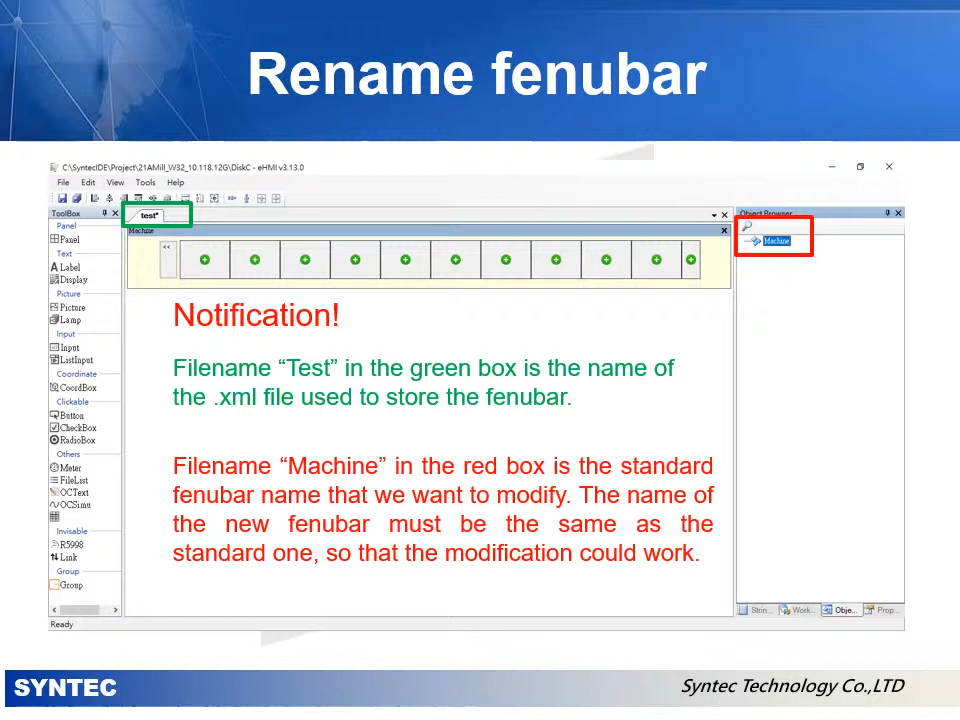 Rename fenubar
C:\SyntecIDE\Project\21AMill_W32_10.118.12G\DiskC - eHMI v3.13.0
File Edit View Tools Help
ToolBox
test*
Object Browser
Panel
Machine
Panel
Machine
<<
Text
Label
Display
Picture
Picture
Lamp
Input
Input
ListInput
Coordinate
CoordBox
Clickable
Button
CheckBox
RadioBox
Others
Meter
FileList
OCText
OCSimu
Invisable
R5998
Link
Group
Group
Notification!
Filename “Test” in the green box is the name of
the .xml file used to store the fenubar.
Filename “Machine” in the red box is the standard
fenubar name that we want to modify. The name of
the new fenubar must be the same as the
standard one, so that the modification could work.
Strin... Work... Obje... Prop...
Ready
SYNTEC
Syntec Technology Co.,LTD